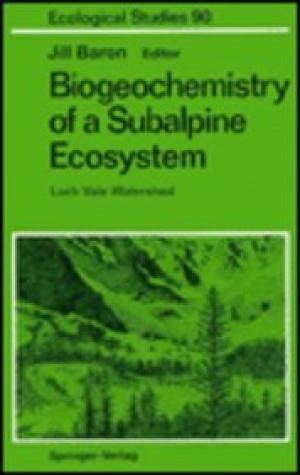 Ecological Studies 90
Jill Baron Editor
Biogeochemistry
of a Subalpine
Ecosystem
Loch Vale Watershed
Springer-Verlag